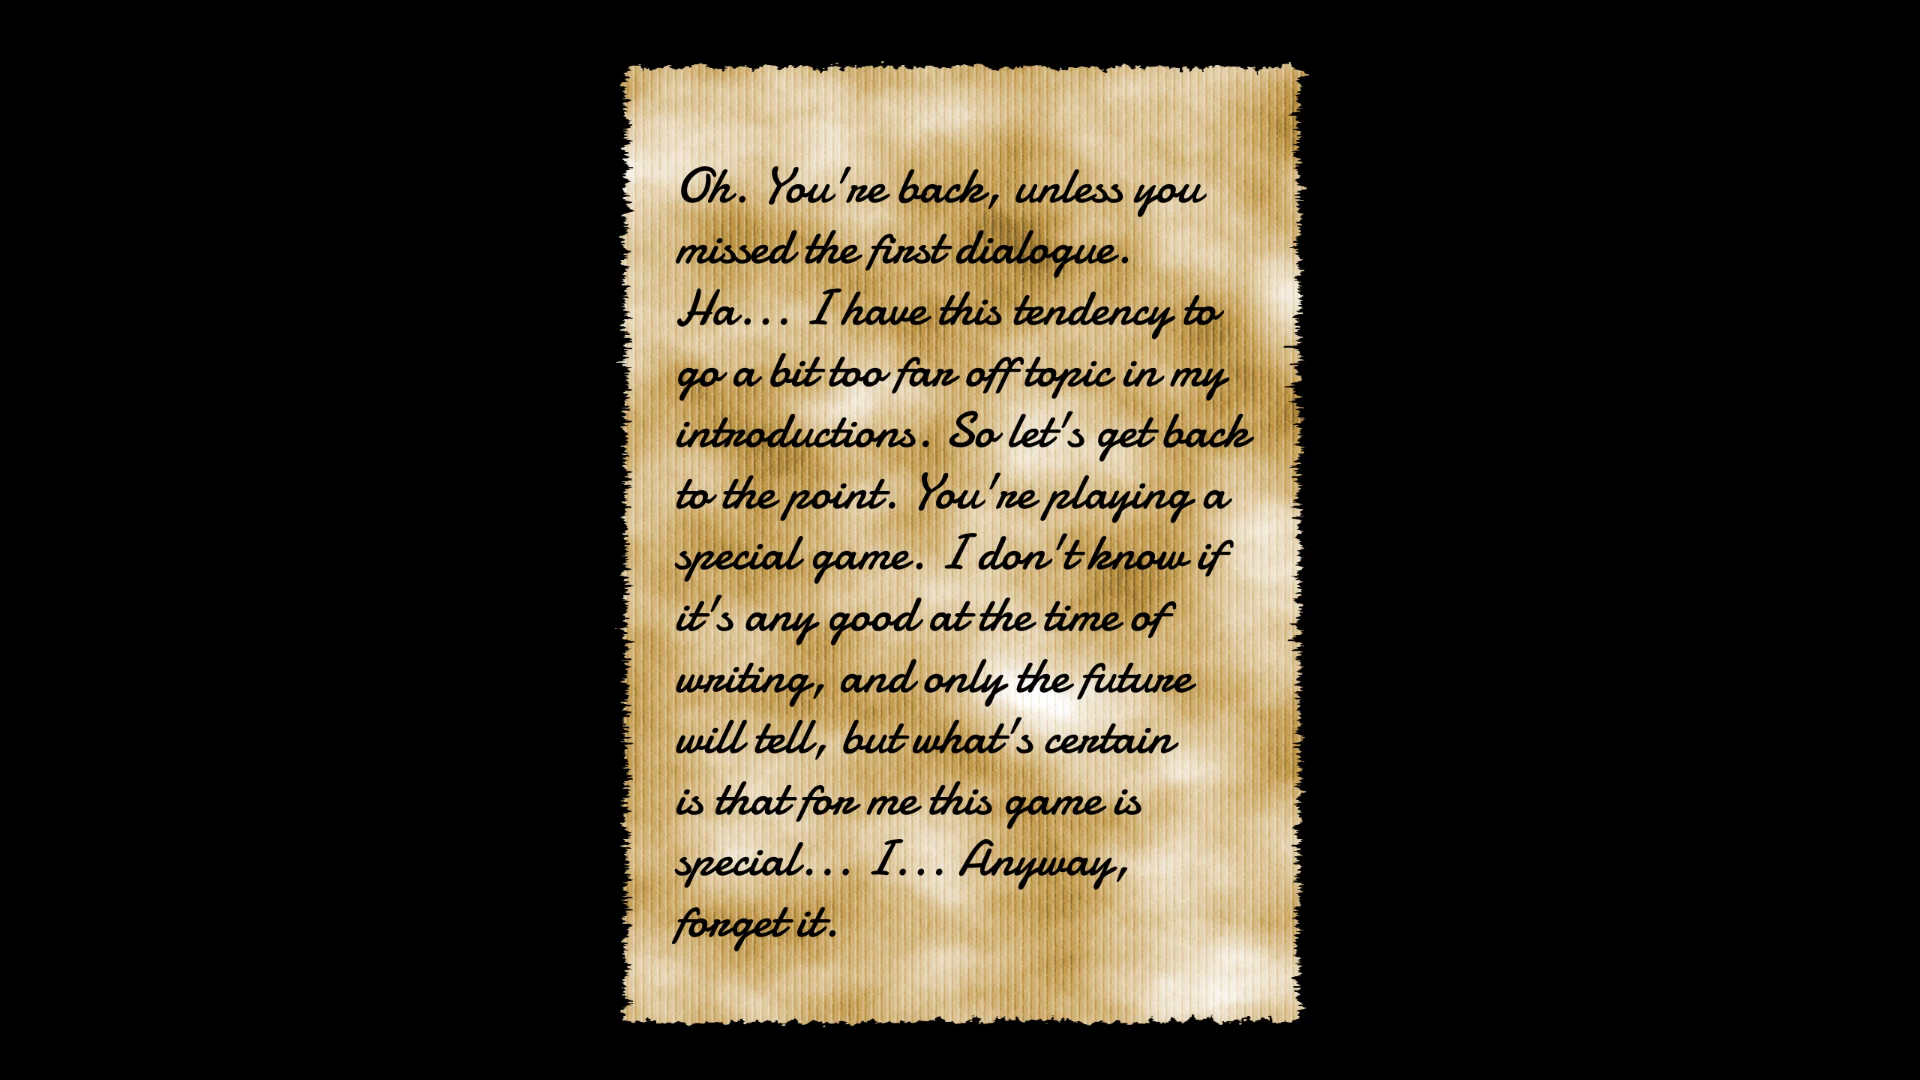 Oh. You're back, unless you
missed the first dialogue.
Ha... I have this tendency to
go a bit too far off topic in my
introductions. So let's get back
to the point. You're playing a
special game. I don't know if
it's any good at the time of
writing, and only the future
will tell, but what's certain
is that for me this game is
special... I... Anyway,
forget it.